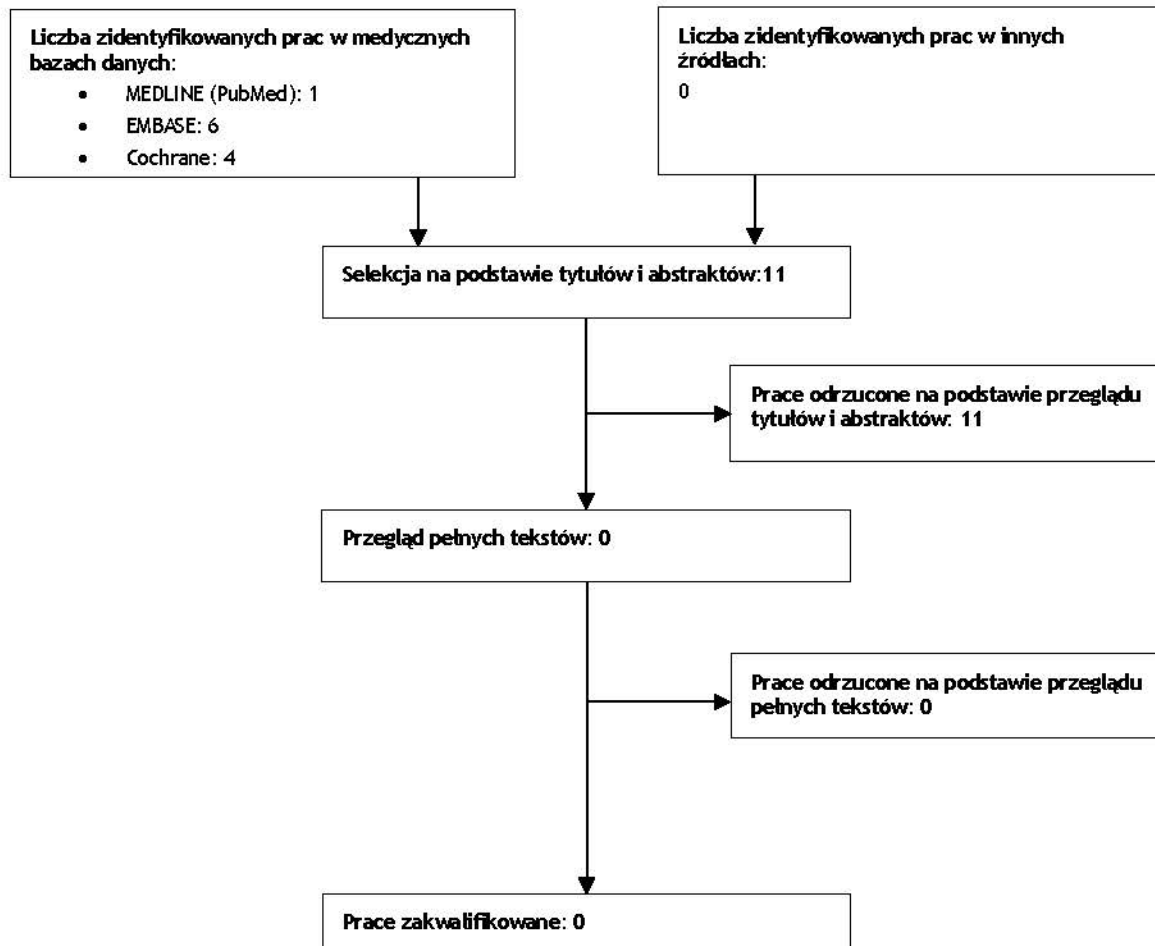 Liczba zidentyfikowanych prac w medycznych
bazach danych:
• MEDLINE (PubMed): 1
• EMBASE: 6
• Cochrane: 4
Liczba zidentyfikowanych prac w innych
źródłach:
0
Selekcja na podstawie tytułów i abstraktów:11
Prace odrzucone na podstawie przeglądu
tytułów i abstraktów: 11
Przegląd pełnych tekstów: 0
Prace odrzucone na podstawie przeglądu
pełnych tekstów: 0
Prace zakwalifikowane: 0